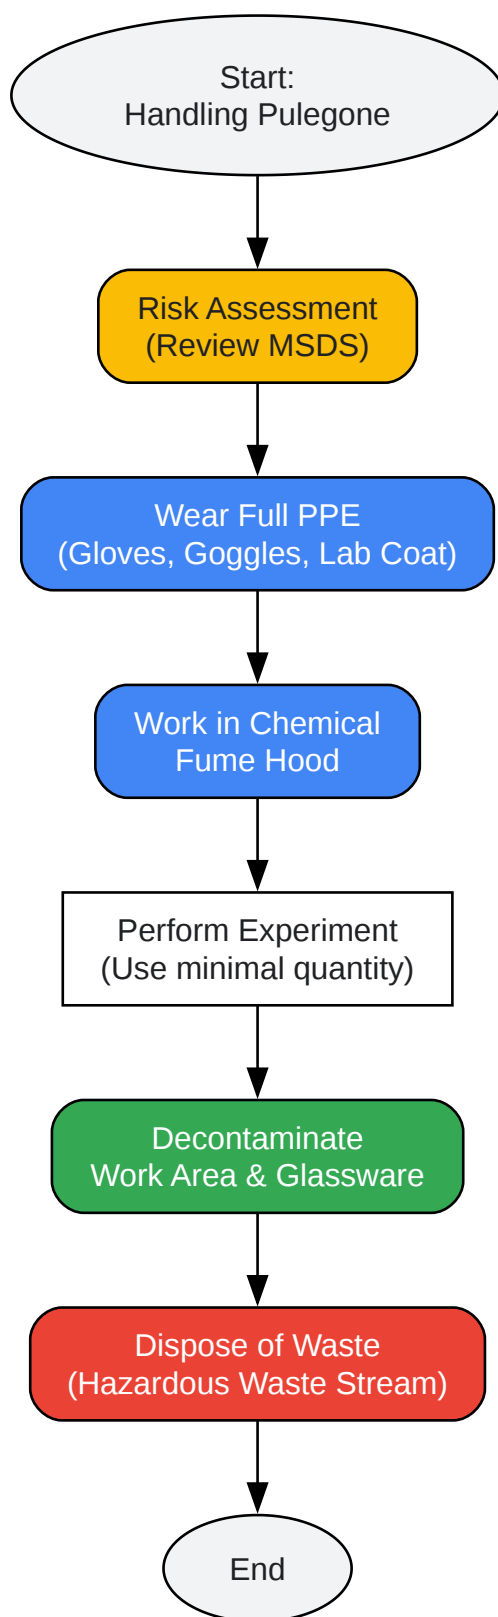 Start:
Handling Pulegone
Risk Assessment
(Review MSDS)
Wear Full PPE
(Gloves, Goggles, Lab Coat)
Work in Chemical
Fume Hood
Perform Experiment
(Use minimal quantity)
Decontaminate
Work Area & Glassware
Dispose of Waste
(Hazardous Waste Stream)
End